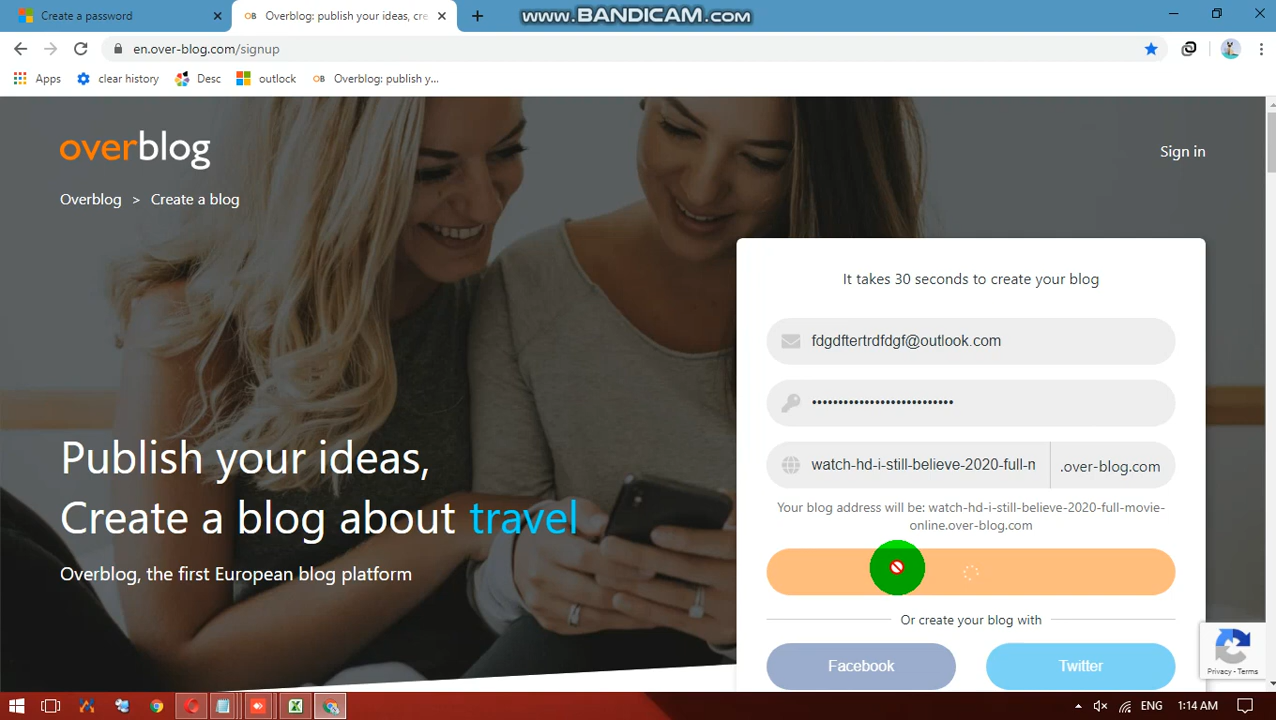 www.BANDICAM.com
Create a password
Overblog: publish your ideas, cre
en.over-blog.com/signup
Apps
clear history
Desc
outlock
Overblog: publish y...
overblog
Sign in
Overblog > Create a blog
It takes 30 seconds to create your blog
fdgdftertrdfdgf@outlook.com
watch-hd-i-still-believe-2020-full-n
.over-blog.com
Your blog address will be: watch-hd-i-still-believe-2020-full-movie-
online.over-blog.com
Publish your ideas,
Create a blog about travel
Overblog, the first European blog platform
Or create your blog with
Facebook
Twitter
Privacy - Terms
ENG
1:14 AM